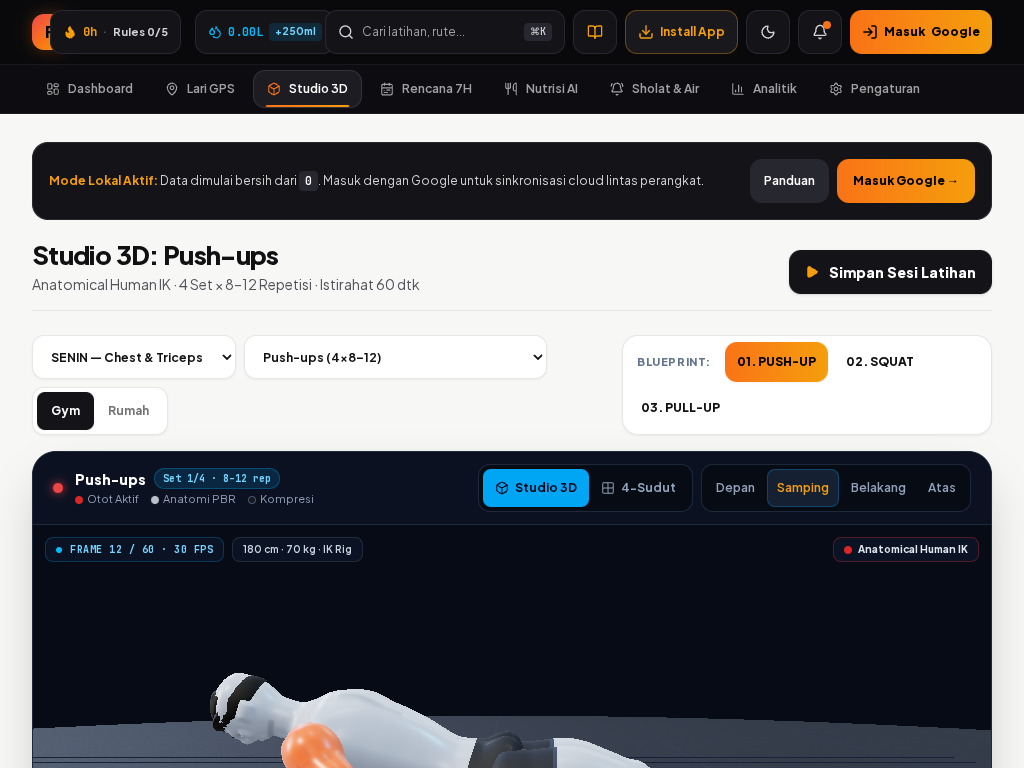 0h · Rules 0/5
0.00L +250ml
Cari latihan, rute... ⌘K
Install App
Masuk Google
Dashboard
Lari GPS
Studio 3D
Rencana 7H
Nutrisi AI
Sholat & Air
Analitik
Pengaturan
Mode Lokal Aktif: Data dimulai bersih dari 0. Masuk dengan Google untuk sinkronisasi cloud lintas perangkat.
Panduan
Masuk Google →
Studio 3D: Push-ups
Anatomical Human IK · 4 Set × 8–12 Repetisi · Istirahat 60 dtk
Simpan Sesi Latihan
SENIN — Chest & Triceps
Push-ups (4×8–12)
Gym
Rumah
BLUEPRINT:
01. PUSH-UP
02. SQUAT
03. PULL-UP
Push-ups
Set 1/4 · 8-12 rep
Otot Aktif
Anatomi PBR
Kompresi
Studio 3D
4-Sudut
Depan
Samping
Belakang
Atas
FRAME 12 / 60 · 30 FPS
180 cm · 70 kg · IK Rig
Anatomical Human IK